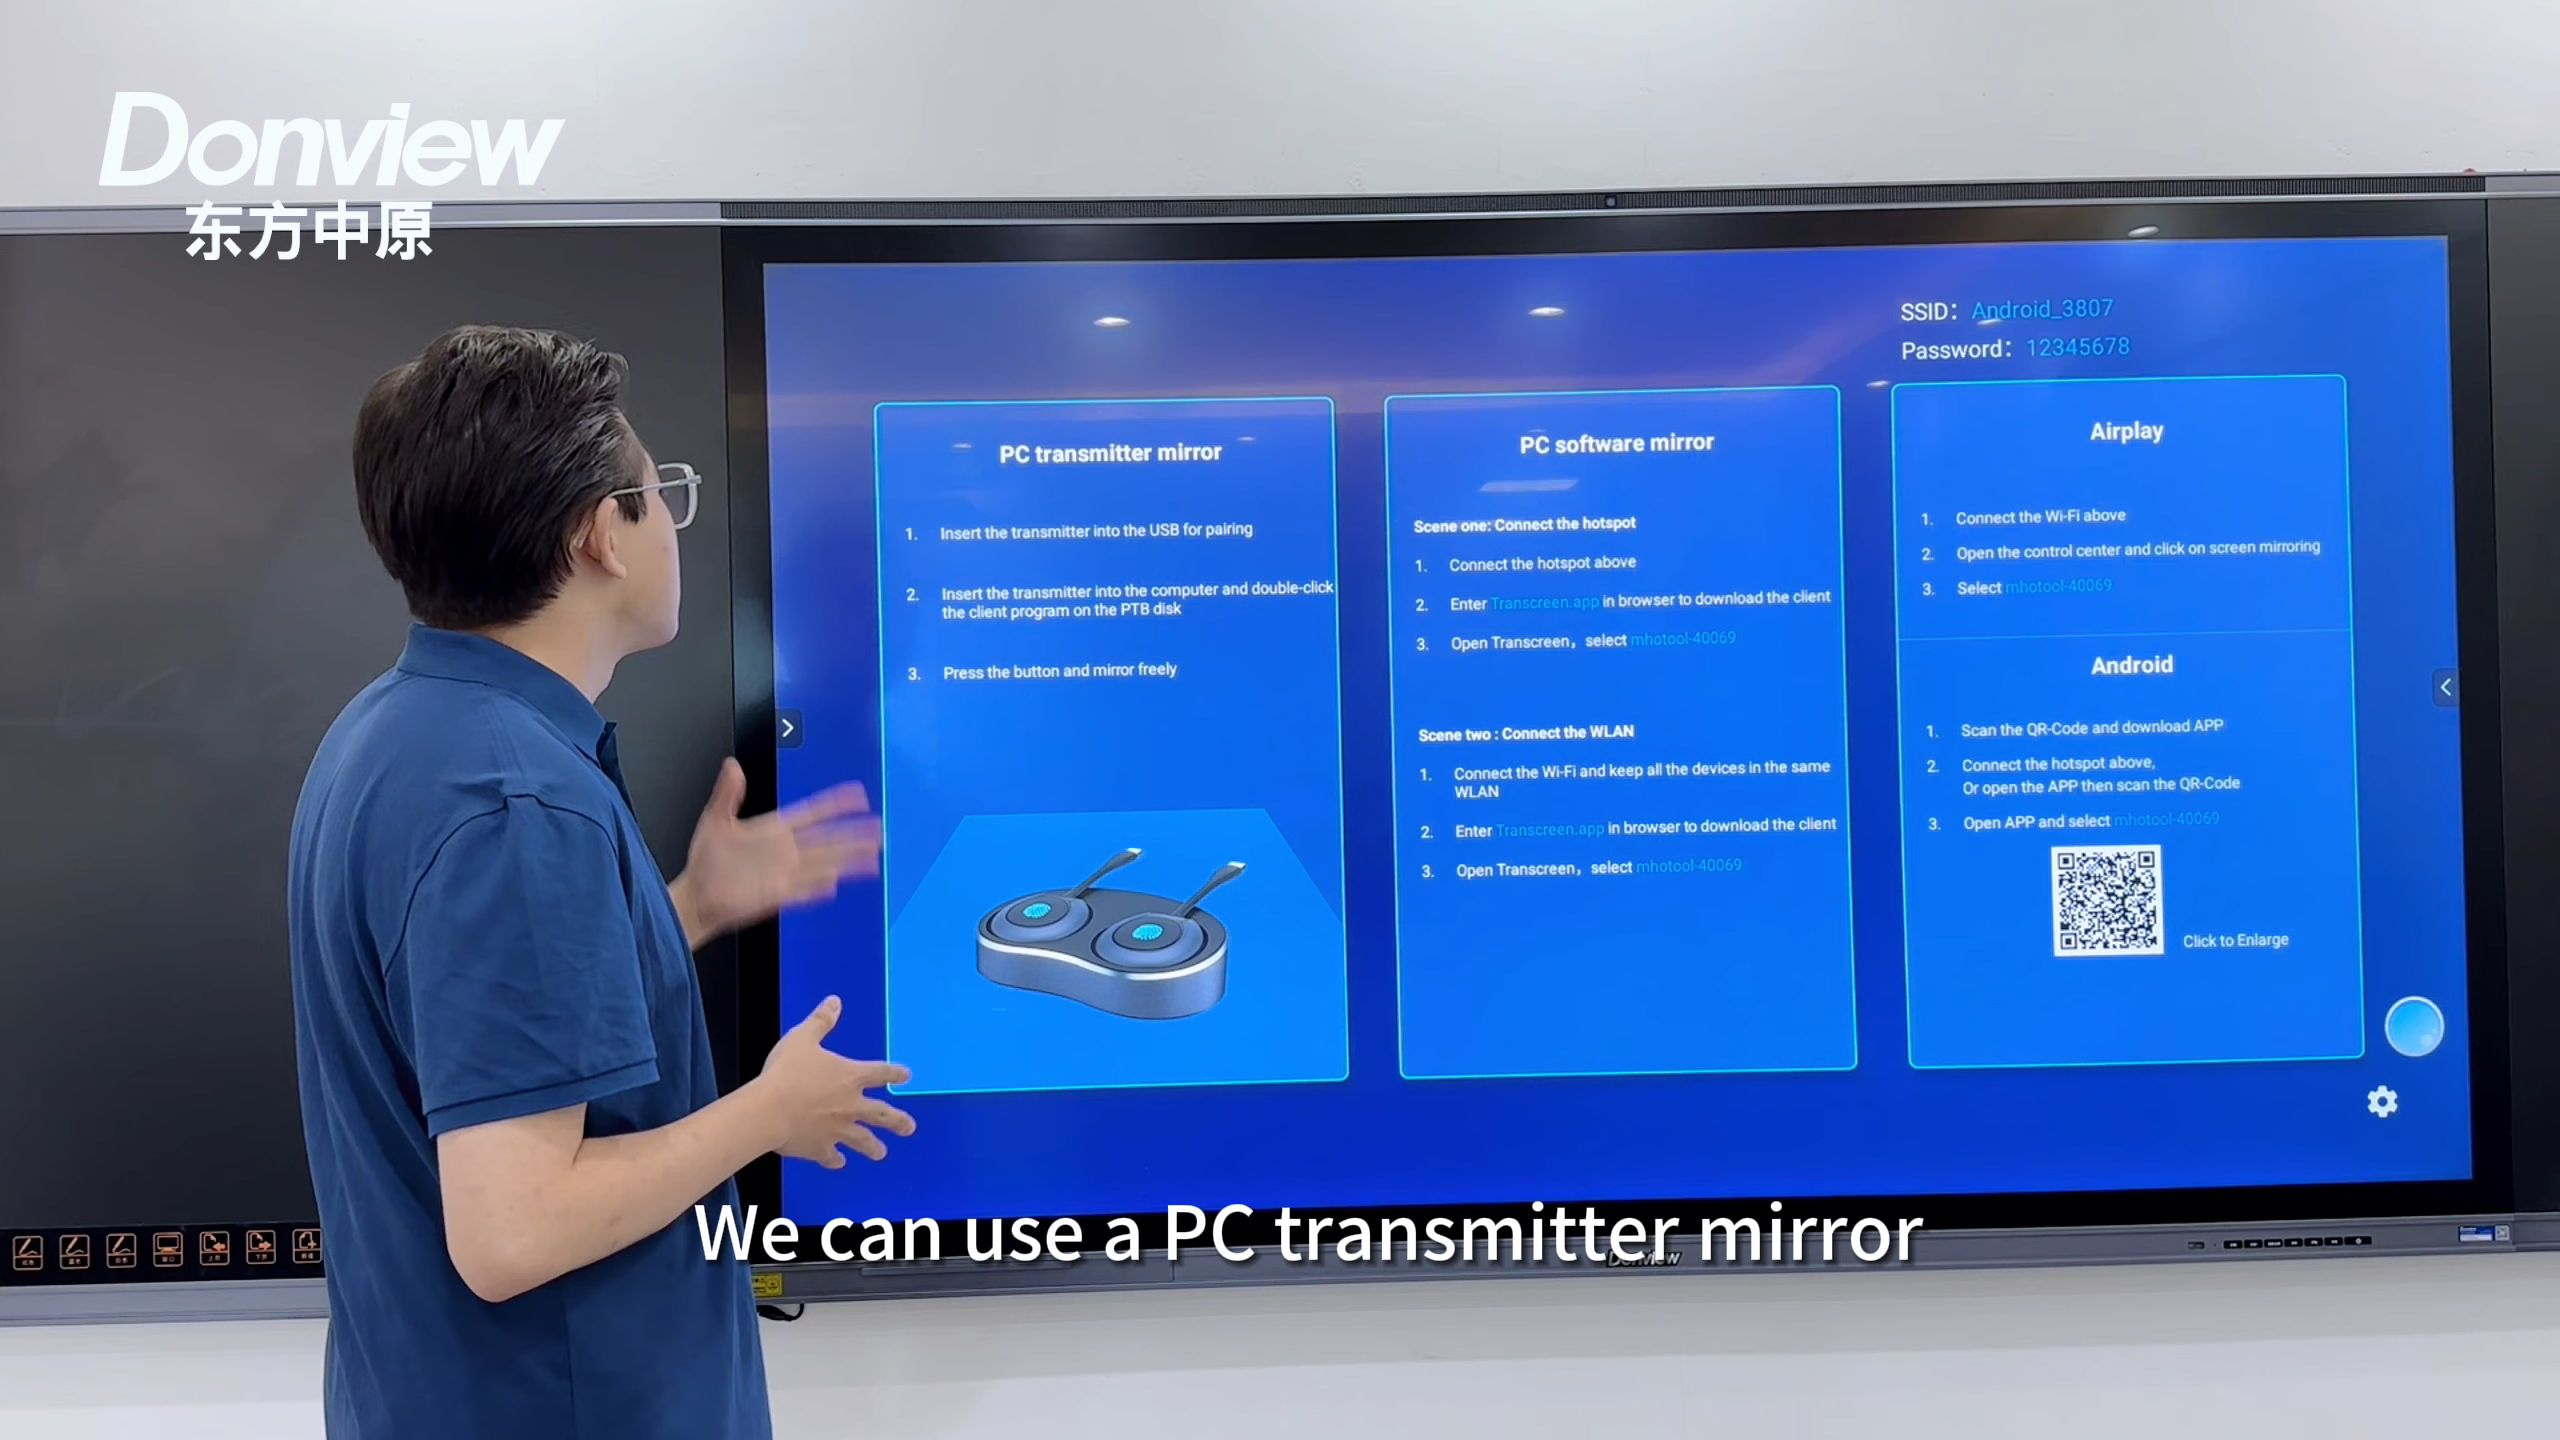 Donview
东方中原
SSID： Android_3807
Password： 12345678
PC transmitter mirror
1. Insert the transmitter into the USB for pairing
2. Insert the transmitter into the computer and double-click
the client program on the PTB disk
3. Press the button and mirror freely
PC software mirror
Scene one: Connect the hotspot
1. Connect the hotspot above
2. Enter Transcreen.app in browser to download the client
3. Open Transcreen，select mhotool-40069
Scene two : Connect the WLAN
1. Connect the Wi-Fi and keep all the devices in the same
WLAN
2. Enter Transcreen.app in browser to download the client
3. Open Transcreen，select mhotool-40069
Airplay
1. Connect the Wi-Fi above
2. Open the control center and click on screen mirroring
3. Select mhotool-40069
Android
1. Scan the QR-Code and download APP
2. Connect the hotspot above,
Or open the APP then scan the QR-Code
3. Open APP and select mhotool-40069
Click to Enlarge
We can use a PC transmitter mirror
Donview